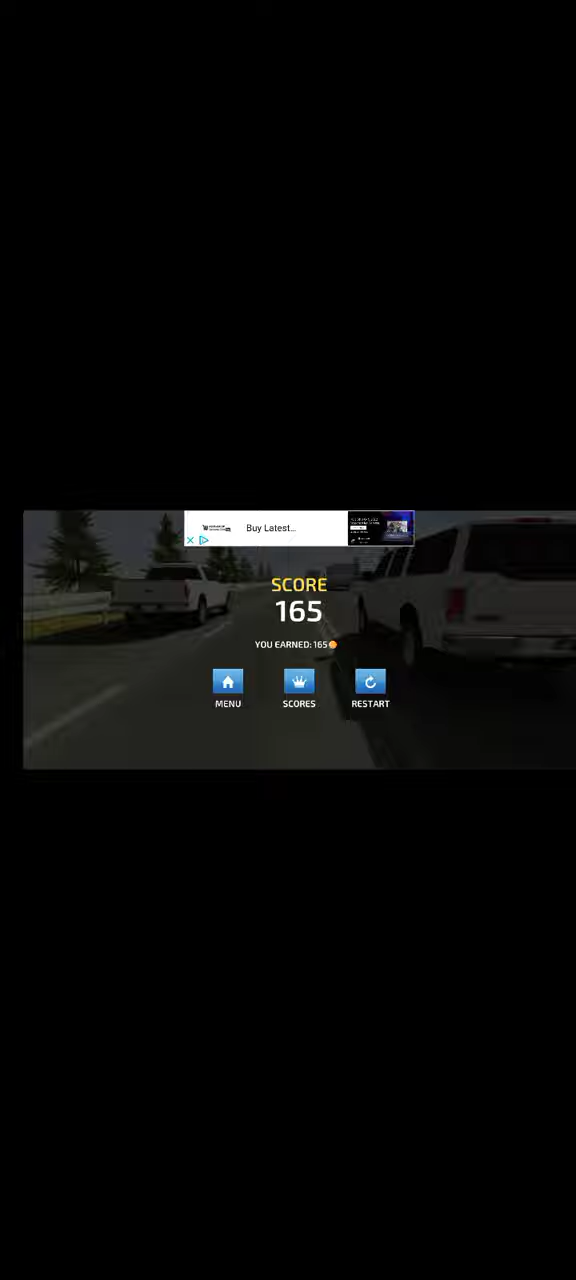 Buy Latest...
SCORE
165
YOU EARNED: 165
MENU
SCORES
RESTART